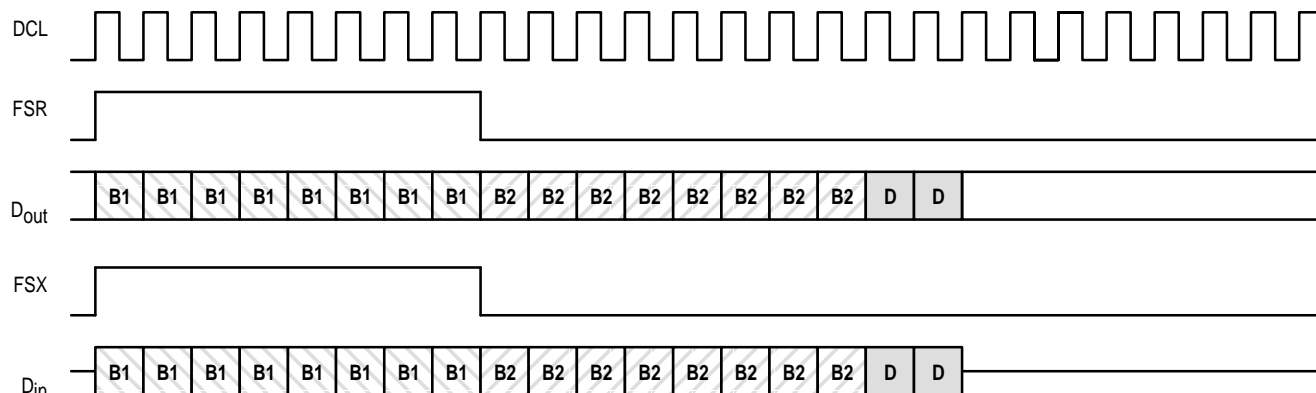 DCL
FSR
Dout B1 B1 B1 B1 B1 B1 B1 B1 B2 B2 B2 B2 B2 B2 B2 B2 D D
FSX
Din B1 B1 B1 B1 B1 B1 B1 B1 B2 B2 B2 B2 B2 B2 B2 B2 D D